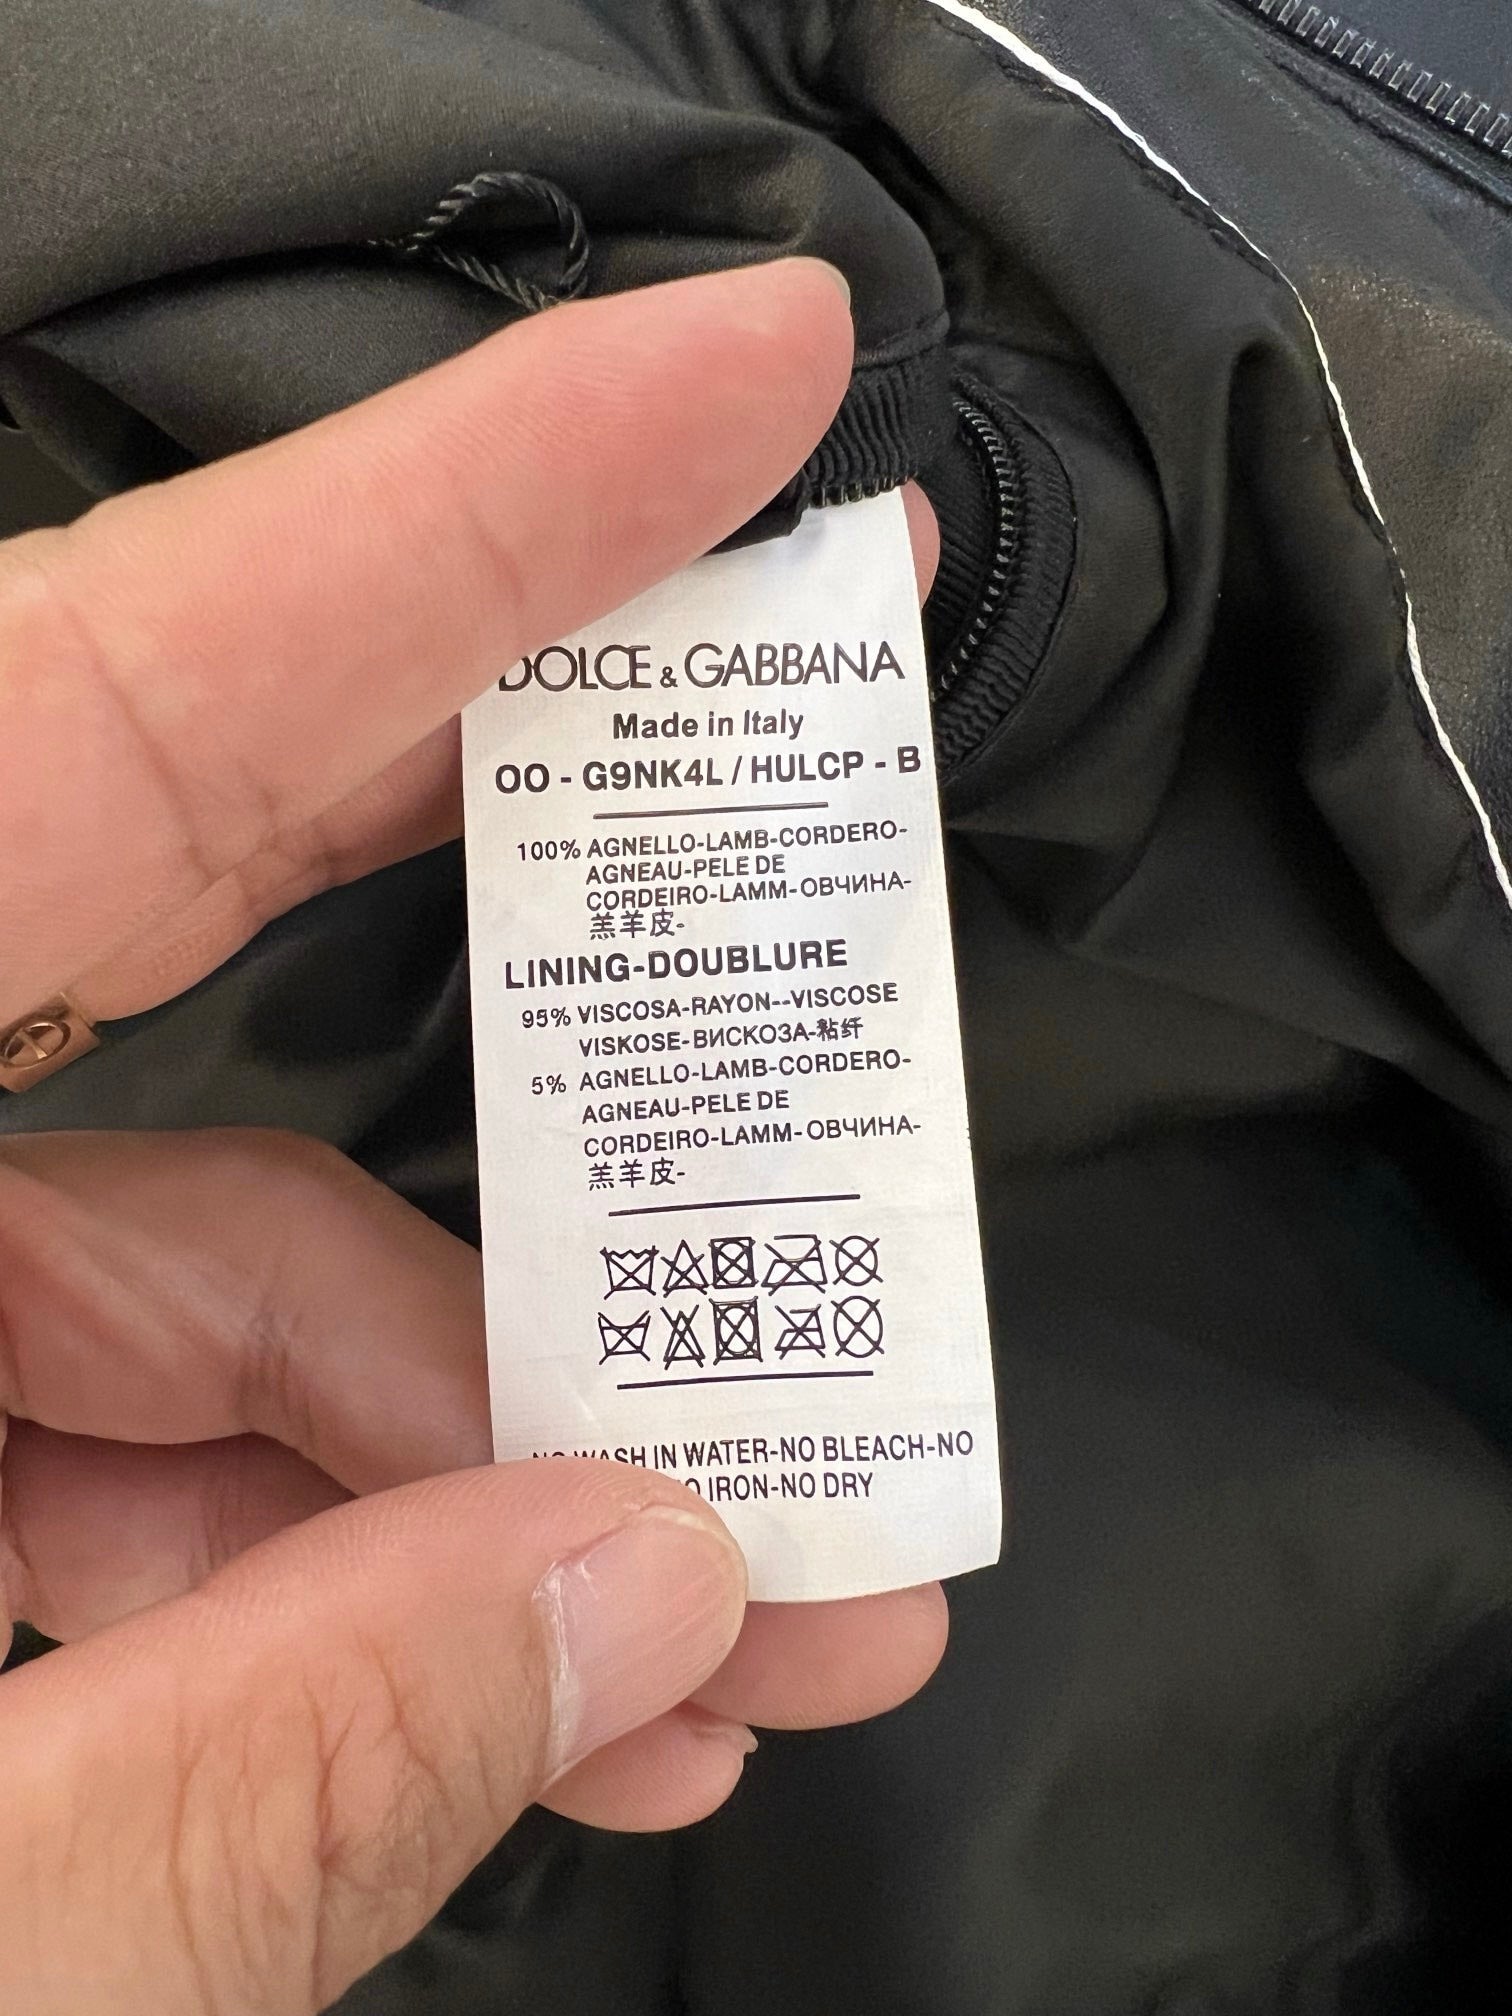 DOLCE & GABBANA
Made in Italy
OO - G9NK4L / HULCP - B
100% AGNELLO-LAMB-CORDERO-
AGNEAU-PELE DE
CORDEIRO-LAMM-ОВЧИНА-
羔羊皮-
LINING-DOUBLURE
95% VISCOSA-RAYON--VISCOSE
VISKOSE-ВИСКОЗА-粘纤
5% AGNELLO-LAMB-CORDERO-
AGNEAU-PELE DE
CORDEIRO-LAMM-ОВЧИНА-
羔羊皮-
NO WASH IN WATER-NO BLEACH-NO
IRON-NO DRY